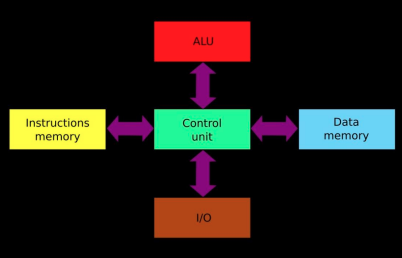 ALU
Instructions
memory
Control
unit
Data
memory
I/O